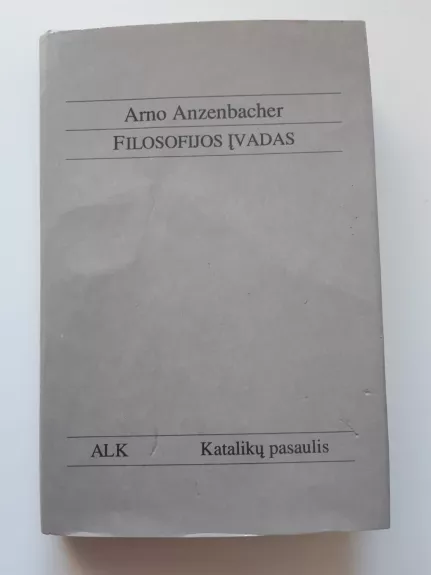 Arno Anzenbacher
FILOSOFIJOS ĮVADAS
ALK Katalikų pasaulis